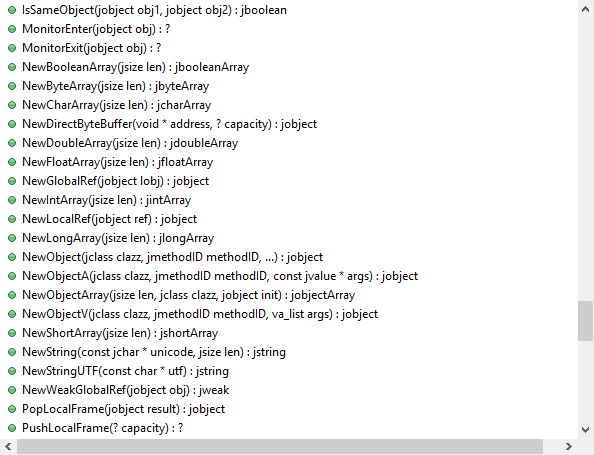 IsSameObject(jobject obj1, jobject obj2) : jboolean
MonitorEnter(jobject obj) : ?
MonitorExit(jobject obj) : ?
NewBooleanArray(jsize len) : jbooleanArray
NewByteArray(jsize len) : jbyteArray
NewCharArray(jsize len) : jcharArray
NewDirectByteBuffer(void * address, ? capacity) : jobject
NewDoubleArray(jsize len) : jdoubleArray
NewFloatArray(jsize len) : jfloatArray
NewGlobalRef(jobject lobj) : jobject
NewIntArray(jsize len) : jintArray
NewLocalRef(jobject ref) : jobject
NewLongArray(jsize len) : jlongArray
NewObject(jclass clazz, jmethodID methodID, ...) : jobject
NewObjectA(jclass clazz, jmethodID methodID, const jvalue * args) : jobject
NewObjectArray(jsize len, jclass clazz, jobject init) : jobjectArray
NewObjectV(jclass clazz, jmethodID methodID, va_list args) : jobject
NewShortArray(jsize len) : jshortArray
NewString(const jchar * unicode, jsize len) : jstring
NewStringUTF(const char * utf) : jstring
NewWeakGlobalRef(jobject obj) : jweak
PopLocalFrame(jobject result) : jobject
PushLocalFrame(? capacity) : ?